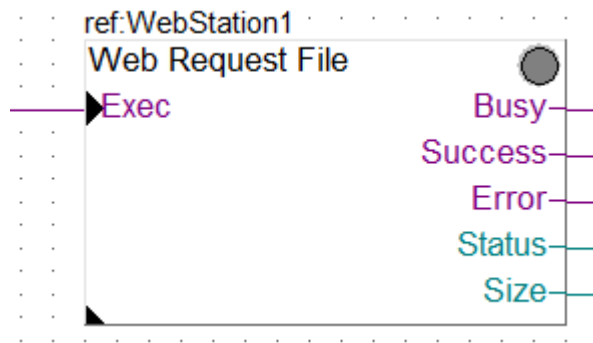 ref:WebStation1
Web Request File
Exec
Busy
Success
Error
Status
Size